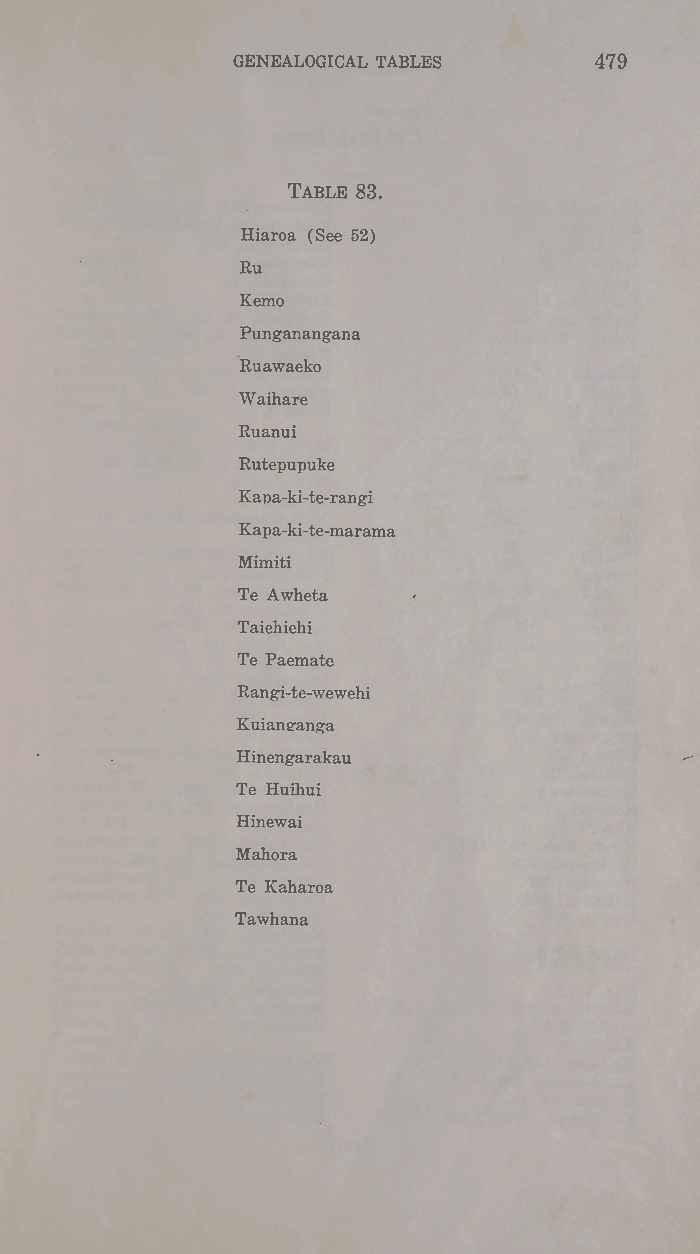 GENEALOGICAL TABLES 479
TABLE 83.
Hiaroa (See 52)
Ru
Kemo
Punganangana
Ruawaeko
Waihare
Ruanui
Rutepupuke
Kapa-ki-te-rangi
Kapa-ki-te-marama
Mimiti
Te Awheta
Taiehiehi
Te Paemate
Rangi-te-wewehi
Kuianganga
Hinengarakau
Te Huihui
Hinewai
Mahora
Te Kaharoa
Tawhana